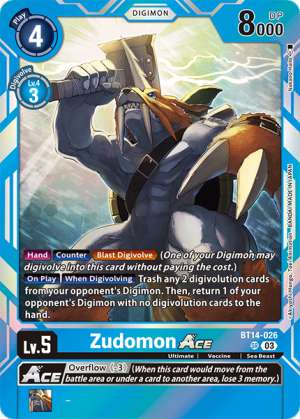 Play
4
DIGIMON
8000 DP
Digivolve
Lv.4
3
Hand Counter Blast Digivolve (One of your Digimon may
digivolve into this card without paying the cost.)
On Play When Digivolving Trash any 2 digivolution cards
from your opponent's Digimon. Then, return 1 of your
opponent's Digimon with no digivolution cards to the
hand.
BT14-026
Lv.5
Zudomon ACE
SR 03
Ultimate Vaccine Sea Beast
ACE Overflow ⟨-3⟩ (When this card would move from the
battle area or under a card to another area, lose 3 memory.)